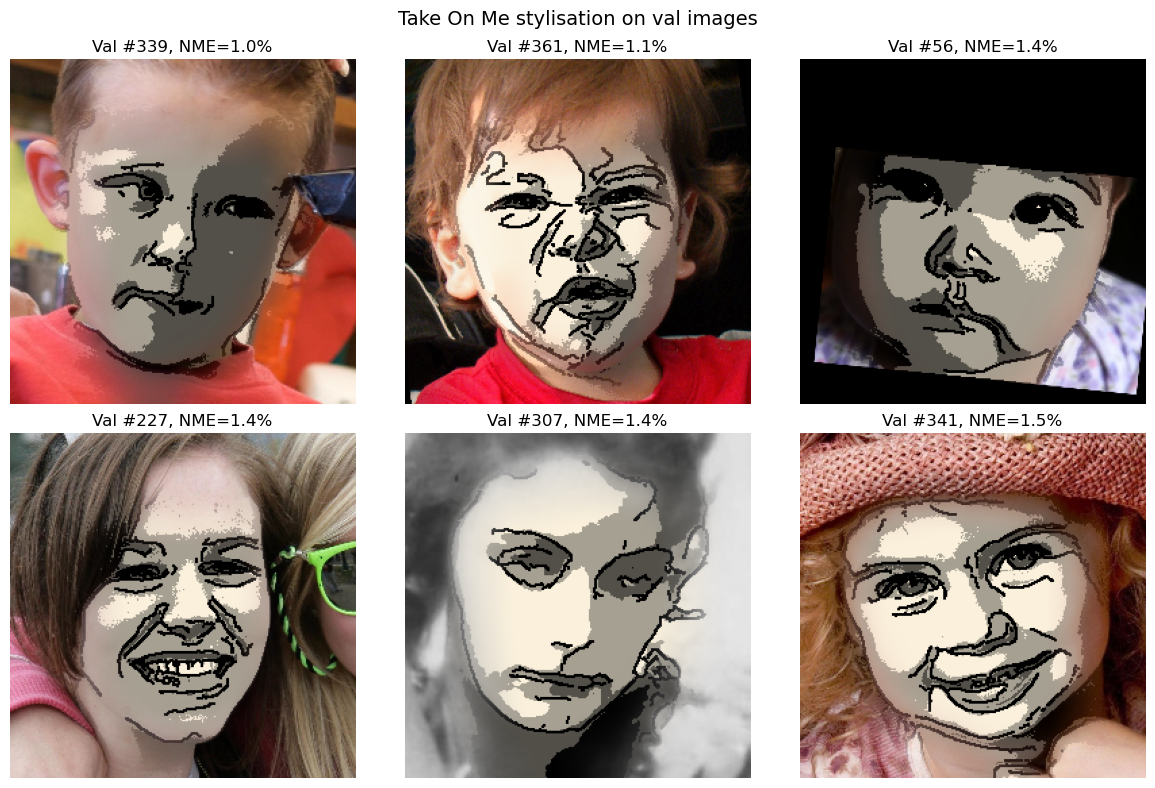 Take On Me stylisation on val images
Val #339, NME=1.0%
Val #361, NME=1.1%
Val #56, NME=1.4%
Val #227, NME=1.4%
Val #307, NME=1.4%
Val #341, NME=1.5%